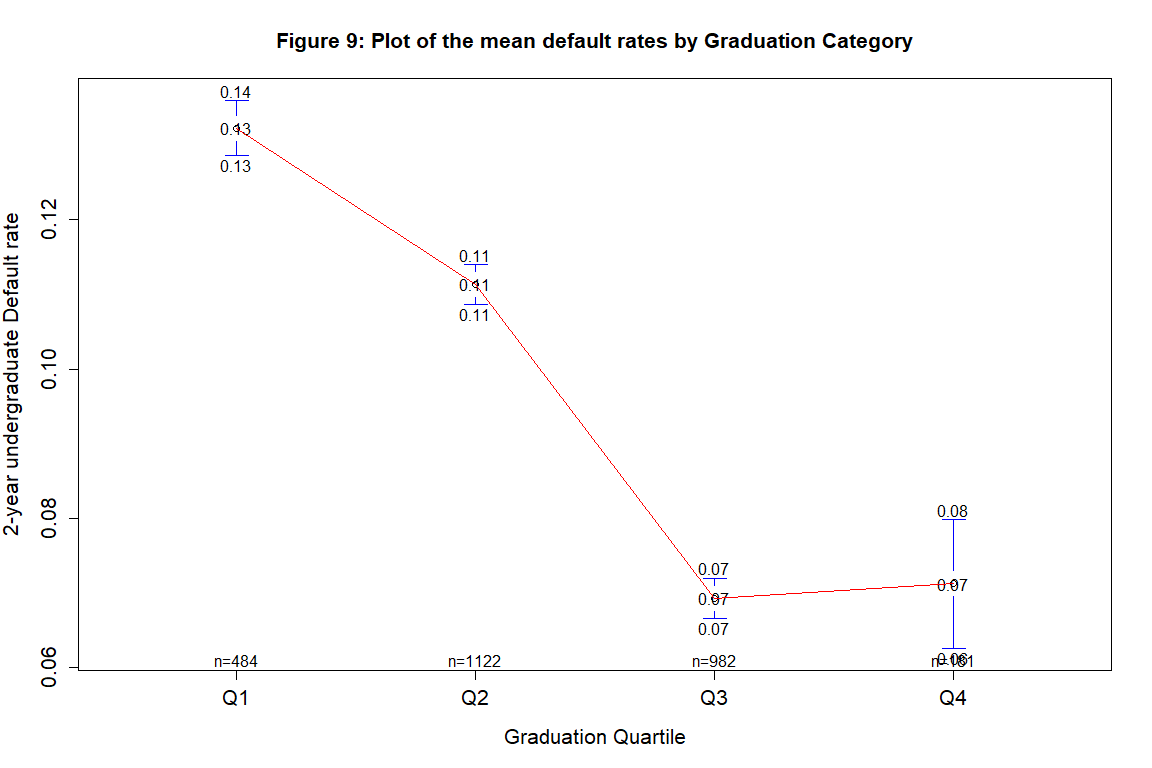 Figure 9: Plot of the mean default rates by Graduation Category
2-year undergraduate Default rate
0.12
0.10
0.08
0.06
0.14
0.13
0.13
0.11
0.11
0.11
0.07
0.07
0.07
0.08
0.07
0.06
n=484
n=1122
n=982
Q1
Q2
Q3
Q4
Graduation Quartile